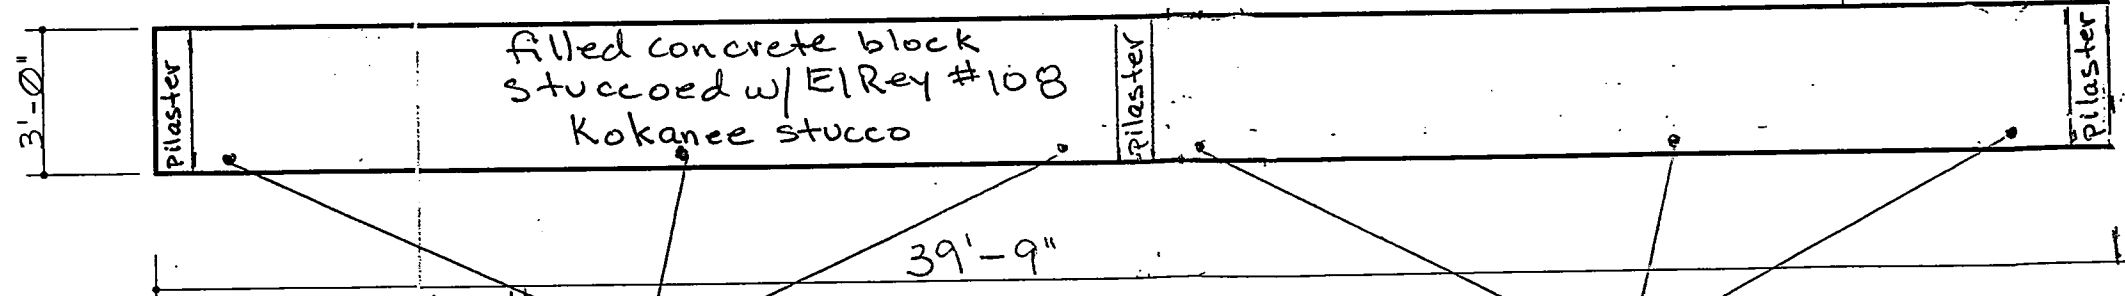 3'-0"
Pilaster
filled concrete block
stuccoed w/ ElRey #108
Kokanee stucco
Pilaster
Pilaster
39'-9"